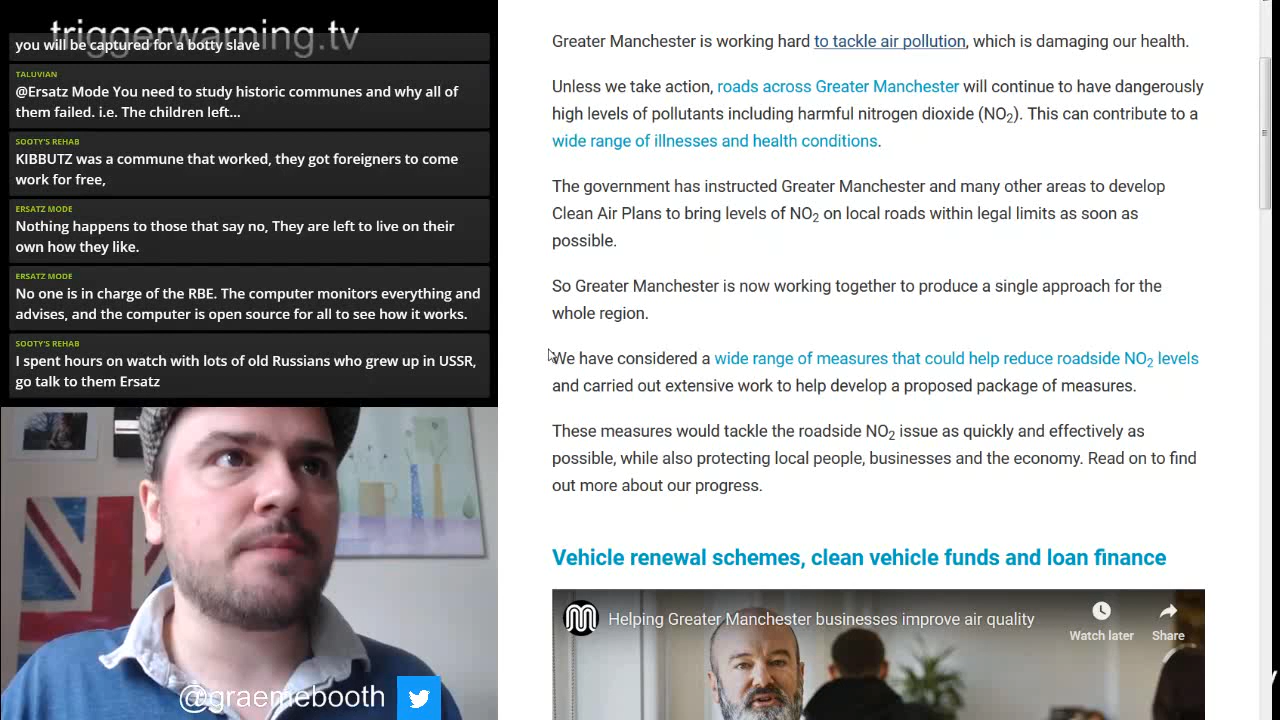 triggerwarning.tv
you will be captured for a botty slave
TALUVIAN
@Ersatz Mode You need to study historic communes and why all of
them failed. i.e. The children left...
SOOTY'S REHAB
KIBBUTZ was a commune that worked, they got foreigners to come
work for free,
ERSATZ MODE
Nothing happens to those that say no, They are left to live on their
own how they like.
ERSATZ MODE
No one is in charge of the RBE. The computer monitors everything and
advises, and the computer is open source for all to see how it works.
SOOTY'S REHAB
I spent hours on watch with lots of old Russians who grew up in USSR,
go talk to them Ersatz
@graemebooth
Greater Manchester is working hard to tackle air pollution, which is damaging our health.
Unless we take action, roads across Greater Manchester will continue to have dangerously
high levels of pollutants including harmful nitrogen dioxide (NO₂). This can contribute to a
wide range of illnesses and health conditions.
The government has instructed Greater Manchester and many other areas to develop
Clean Air Plans to bring levels of NO₂ on local roads within legal limits as soon as
possible.
So Greater Manchester is now working together to produce a single approach for the
whole region.
We have considered a wide range of measures that could help reduce roadside NO₂ levels
and carried out extensive work to help develop a proposed package of measures.
These measures would tackle the roadside NO₂ issue as quickly and effectively as
possible, while also protecting local people, businesses and the economy. Read on to find
out more about our progress.
Vehicle renewal schemes, clean vehicle funds and loan finance
Helping Greater Manchester businesses improve air quality
Watch later
Share